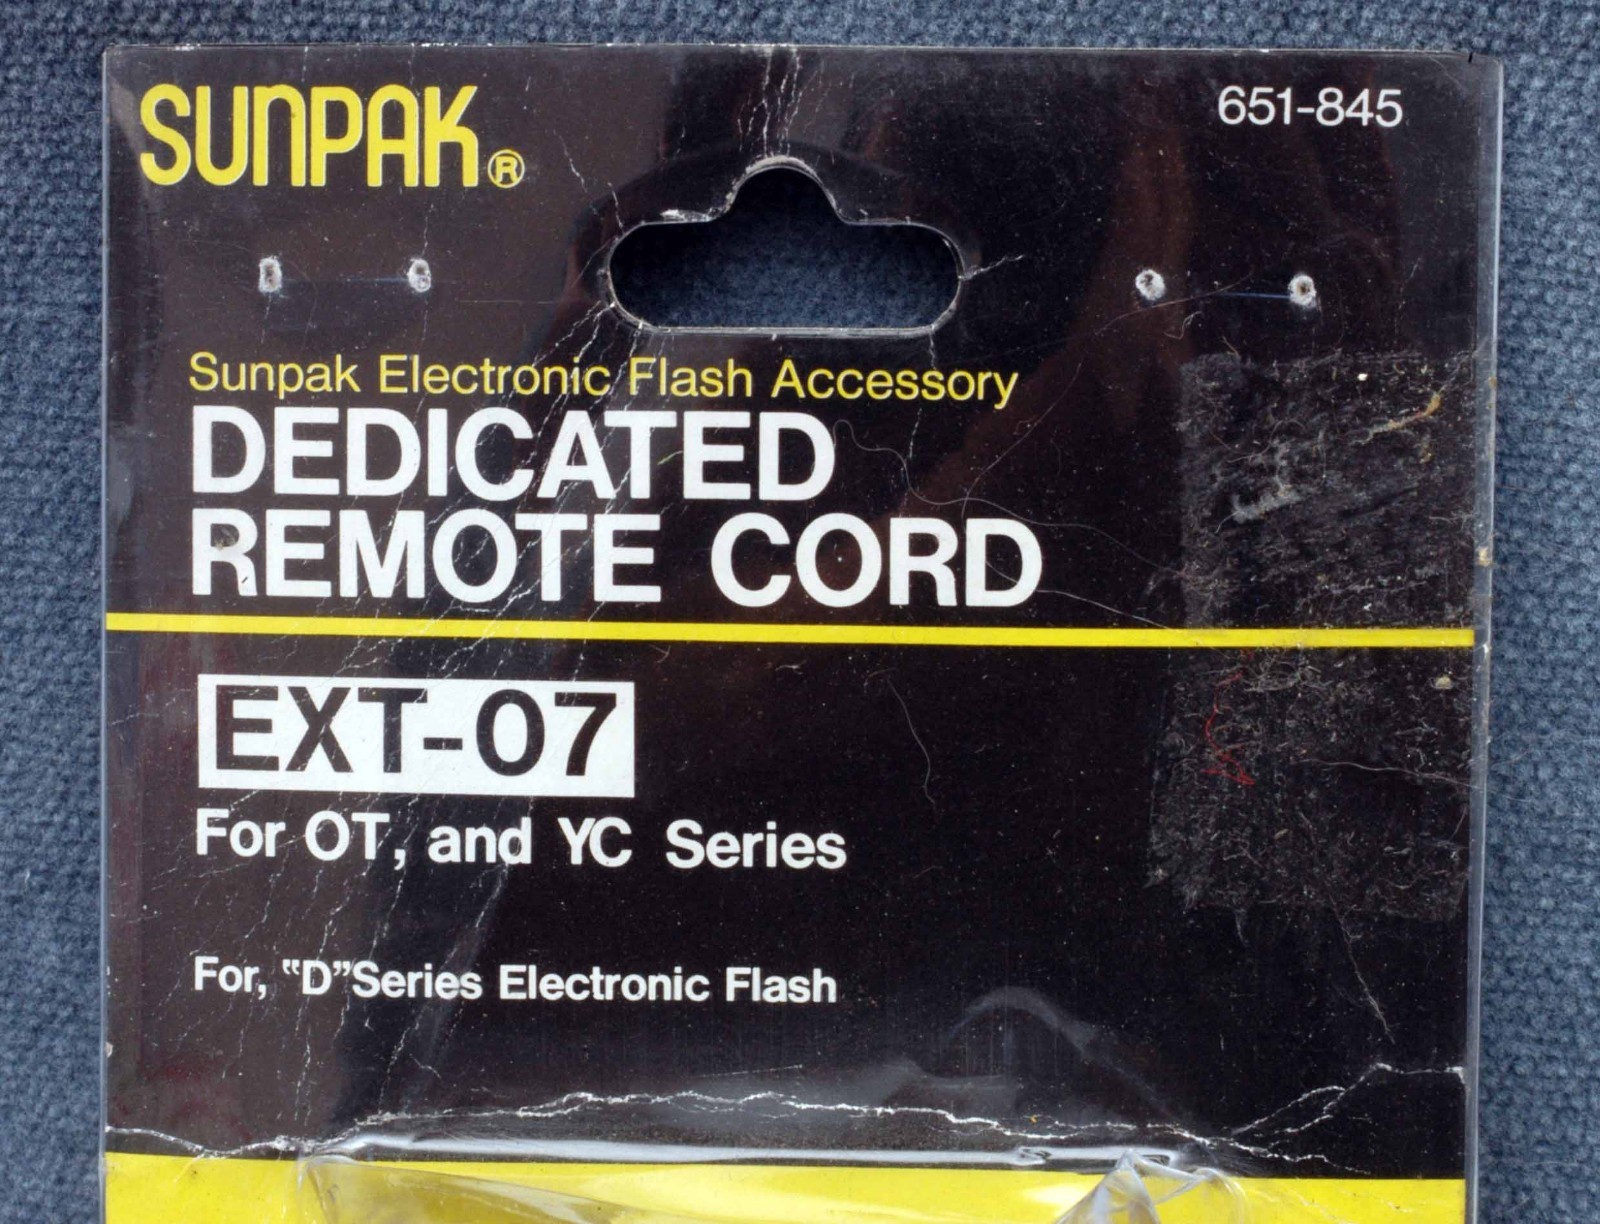 SUNPAK®
651-845
Sunpak Electronic Flash Accessory
DEDICATED
REMOTE CORD
EXT-07
For OT, and YC Series
For, "D"Series Electronic Flash